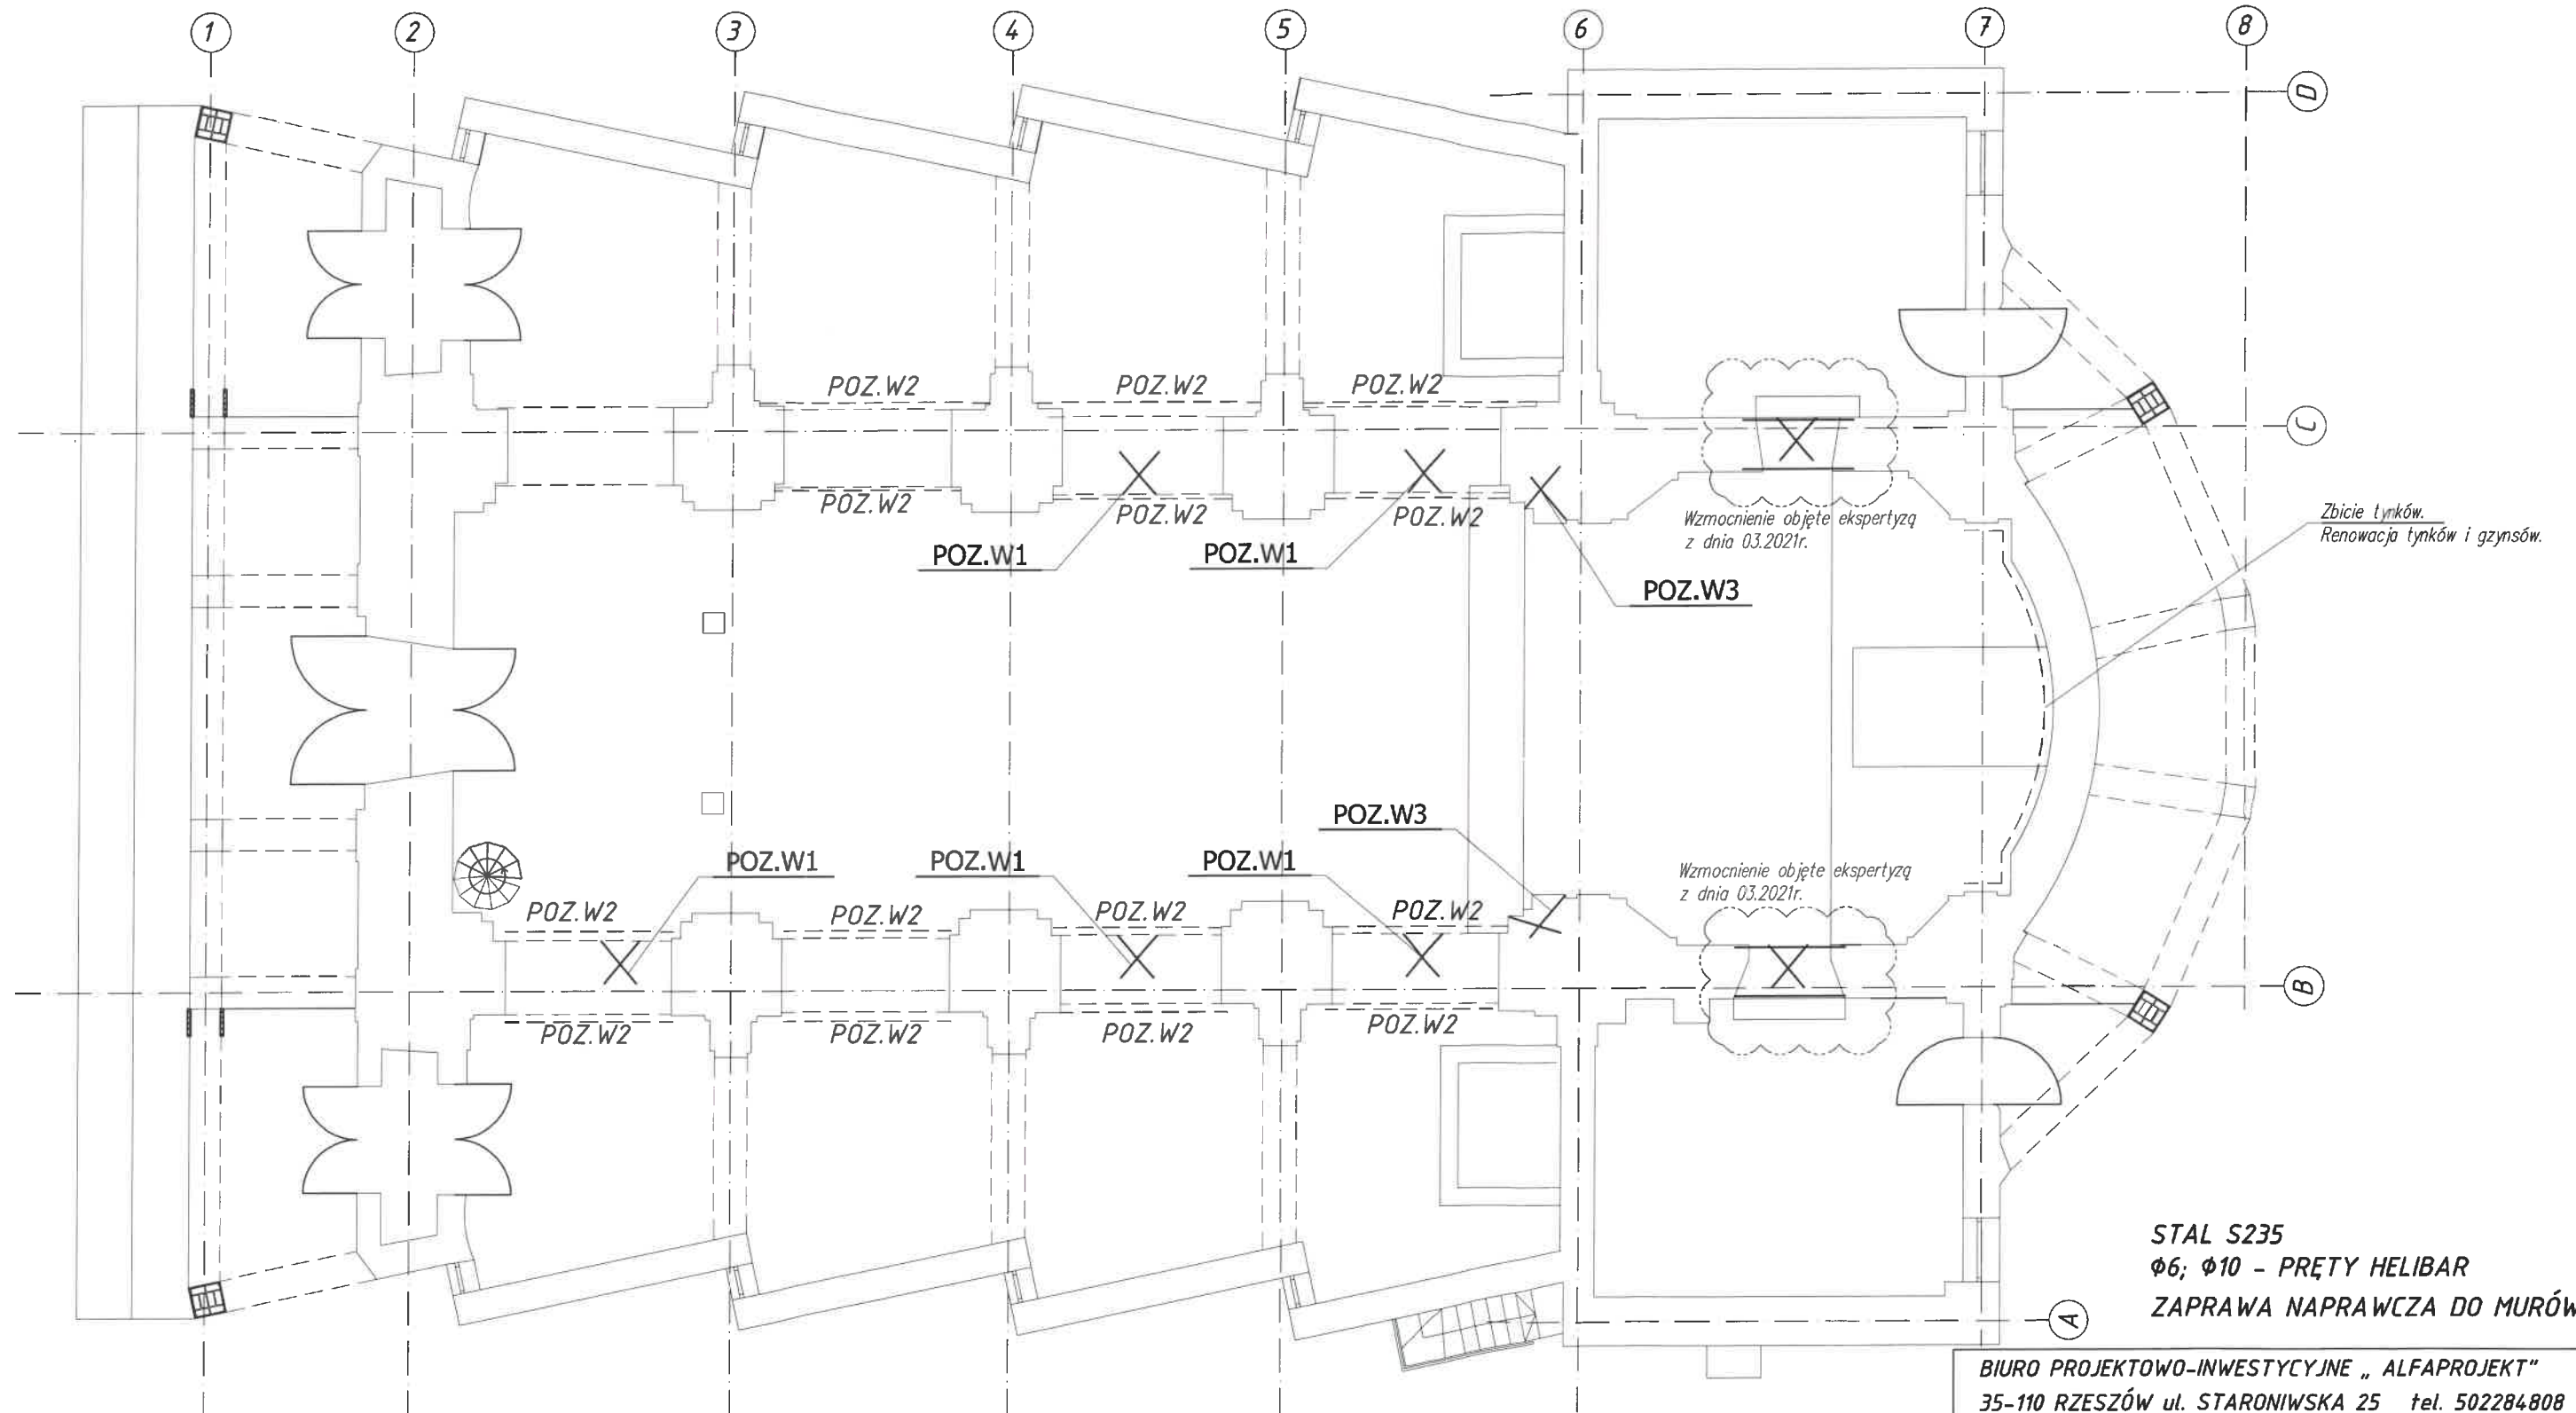 1 2 3 4 5 6 7 8
D
POZ.W2 POZ.W2 POZ.W2
C
POZ.W2 POZ.W2 POZ.W2
Wzmocnienie objęte ekspertyzą
z dnia 03.2021r.
Zbicie tynków.
Renowacja tynków i gzynsów.
POZ.W1 POZ.W1
POZ.W3
POZ.W3
POZ.W1 POZ.W1 POZ.W1
Wzmocnienie objęte ekspertyzą
z dnia 03.2021r.
POZ.W2 POZ.W2 POZ.W2 POZ.W2
B
POZ.W2 POZ.W2 POZ.W2 POZ.W2
A
STAL S235
Φ6; Φ10 - PRĘTY HELIBAR
ZAPRAWA NAPRAWCZA DO MURÓW
BIURO PROJEKTOWO-INWESTYCYJNE „ ALFAPROJEKT"
35-110 RZESZÓW ul. STARONIWSKA 25 tel. 502284808